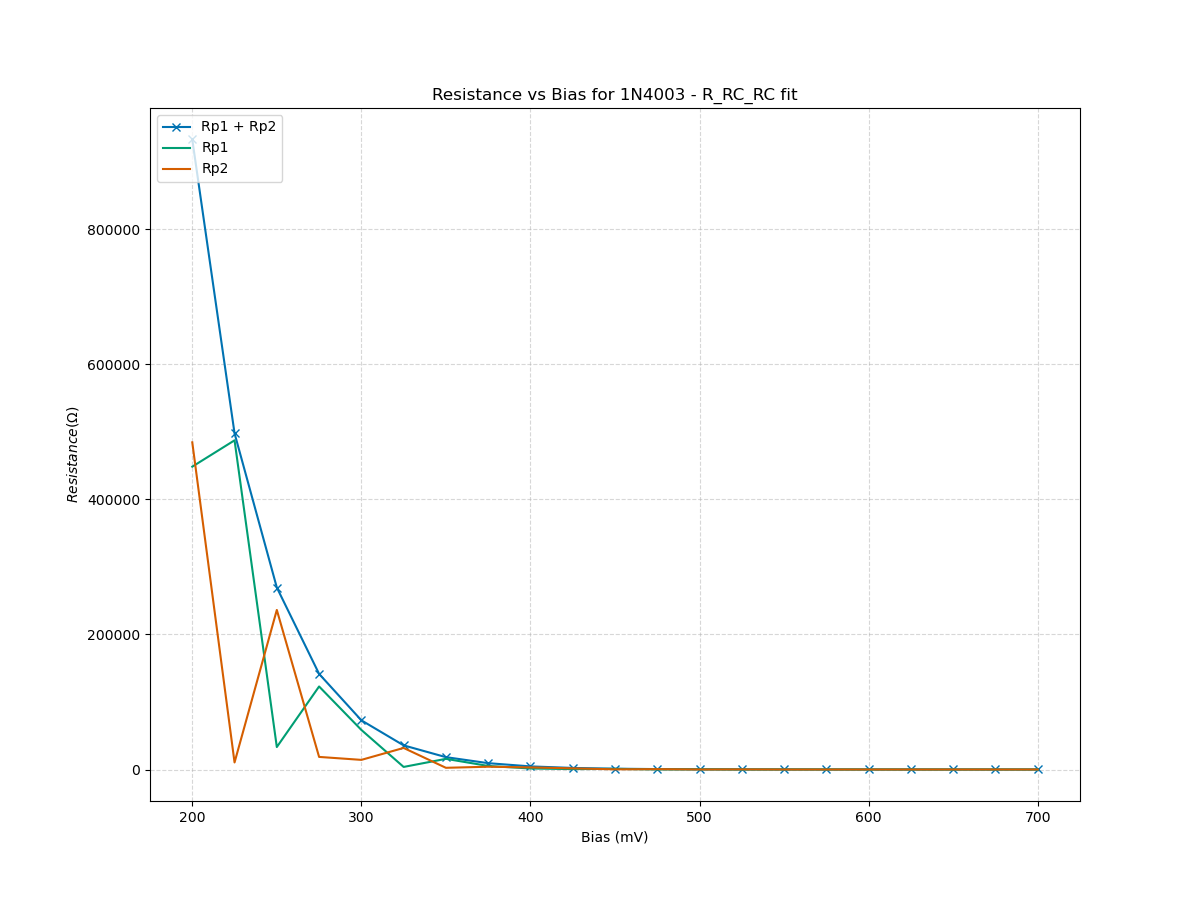 Resistance vs Bias for 1N4003 - R_RC_RC fit
Rp1 + Rp2
Rp1
Rp2
Resistance(Ω)
800000
600000
400000
200000
0
200 300 400 500 600 700
Bias (mV)